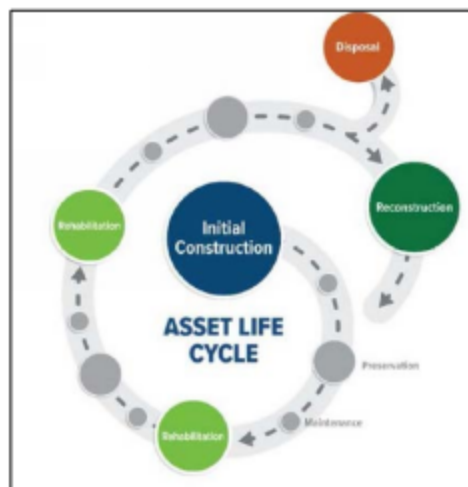 Disposal
Rehabilitation
Reconstruction
Initial
Construction
ASSET LIFE
CYCLE
Preservation
Maintenance
Rehabilitation